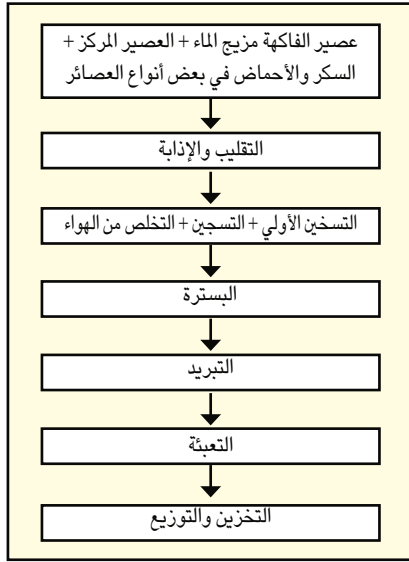 عصير الفاكهة مزيج الماء + العصير المركز +
السكر والأحماض في بعض أنواع العصائر
التقليب والإذابة
التسخين الأولي + التسجين + التخلص من الهواء
البسترة
التبريد
التعبئة
التخزين والتوزيع